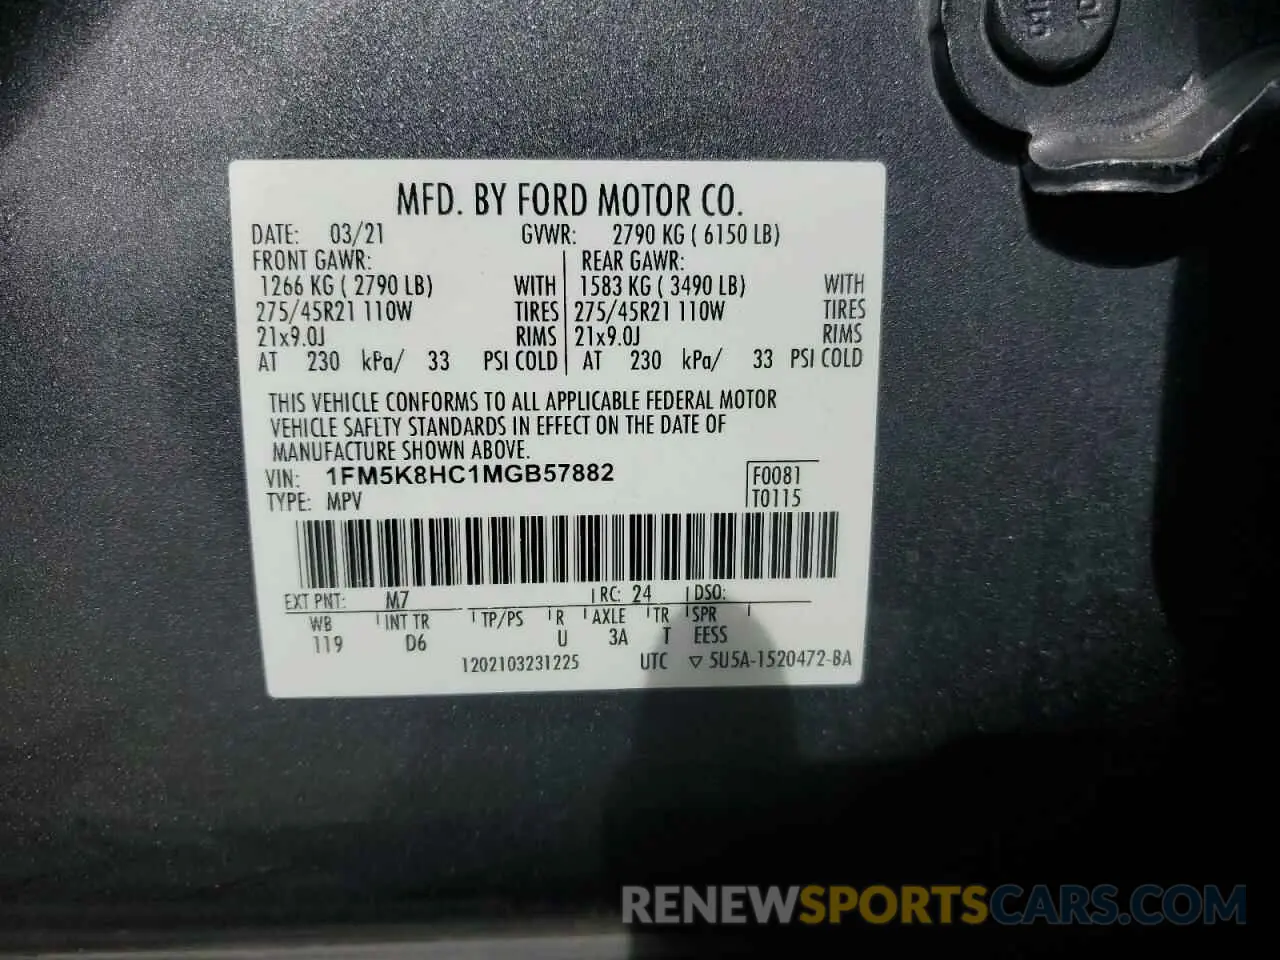 MFD. BY FORD MOTOR CO.
DATE: 03/21 GVWR: 2790 KG ( 6150 LB)
FRONT GAWR: REAR GAWR:
1266 KG ( 2790 LB) WITH 1583 KG ( 3490 LB) WITH
275/45R21 110W TIRES 275/45R21 110W TIRES
21x9.0J RIMS 21x9.0J RIMS
AT 230 kPa/ 33 PSI COLD AT 230 kPa/ 33 PSI COLD
THIS VEHICLE CONFORMS TO ALL APPLICABLE FEDERAL MOTOR
VEHICLE SAFETY STANDARDS IN EFFECT ON THE DATE OF
MANUFACTURE SHOWN ABOVE.
VIN: 1FM5K8HC1MGB57882 F0081
TYPE: MPV T0115
EXT PNT: M7 RC: 24 DSO:
WB INT TR TP/PS R AXLE TR SPR
119 D6 U 3A T EESS
1202103231225 UTC ▽ 5U5A-1520472-BA
RENEWSPORTSCARS.COM